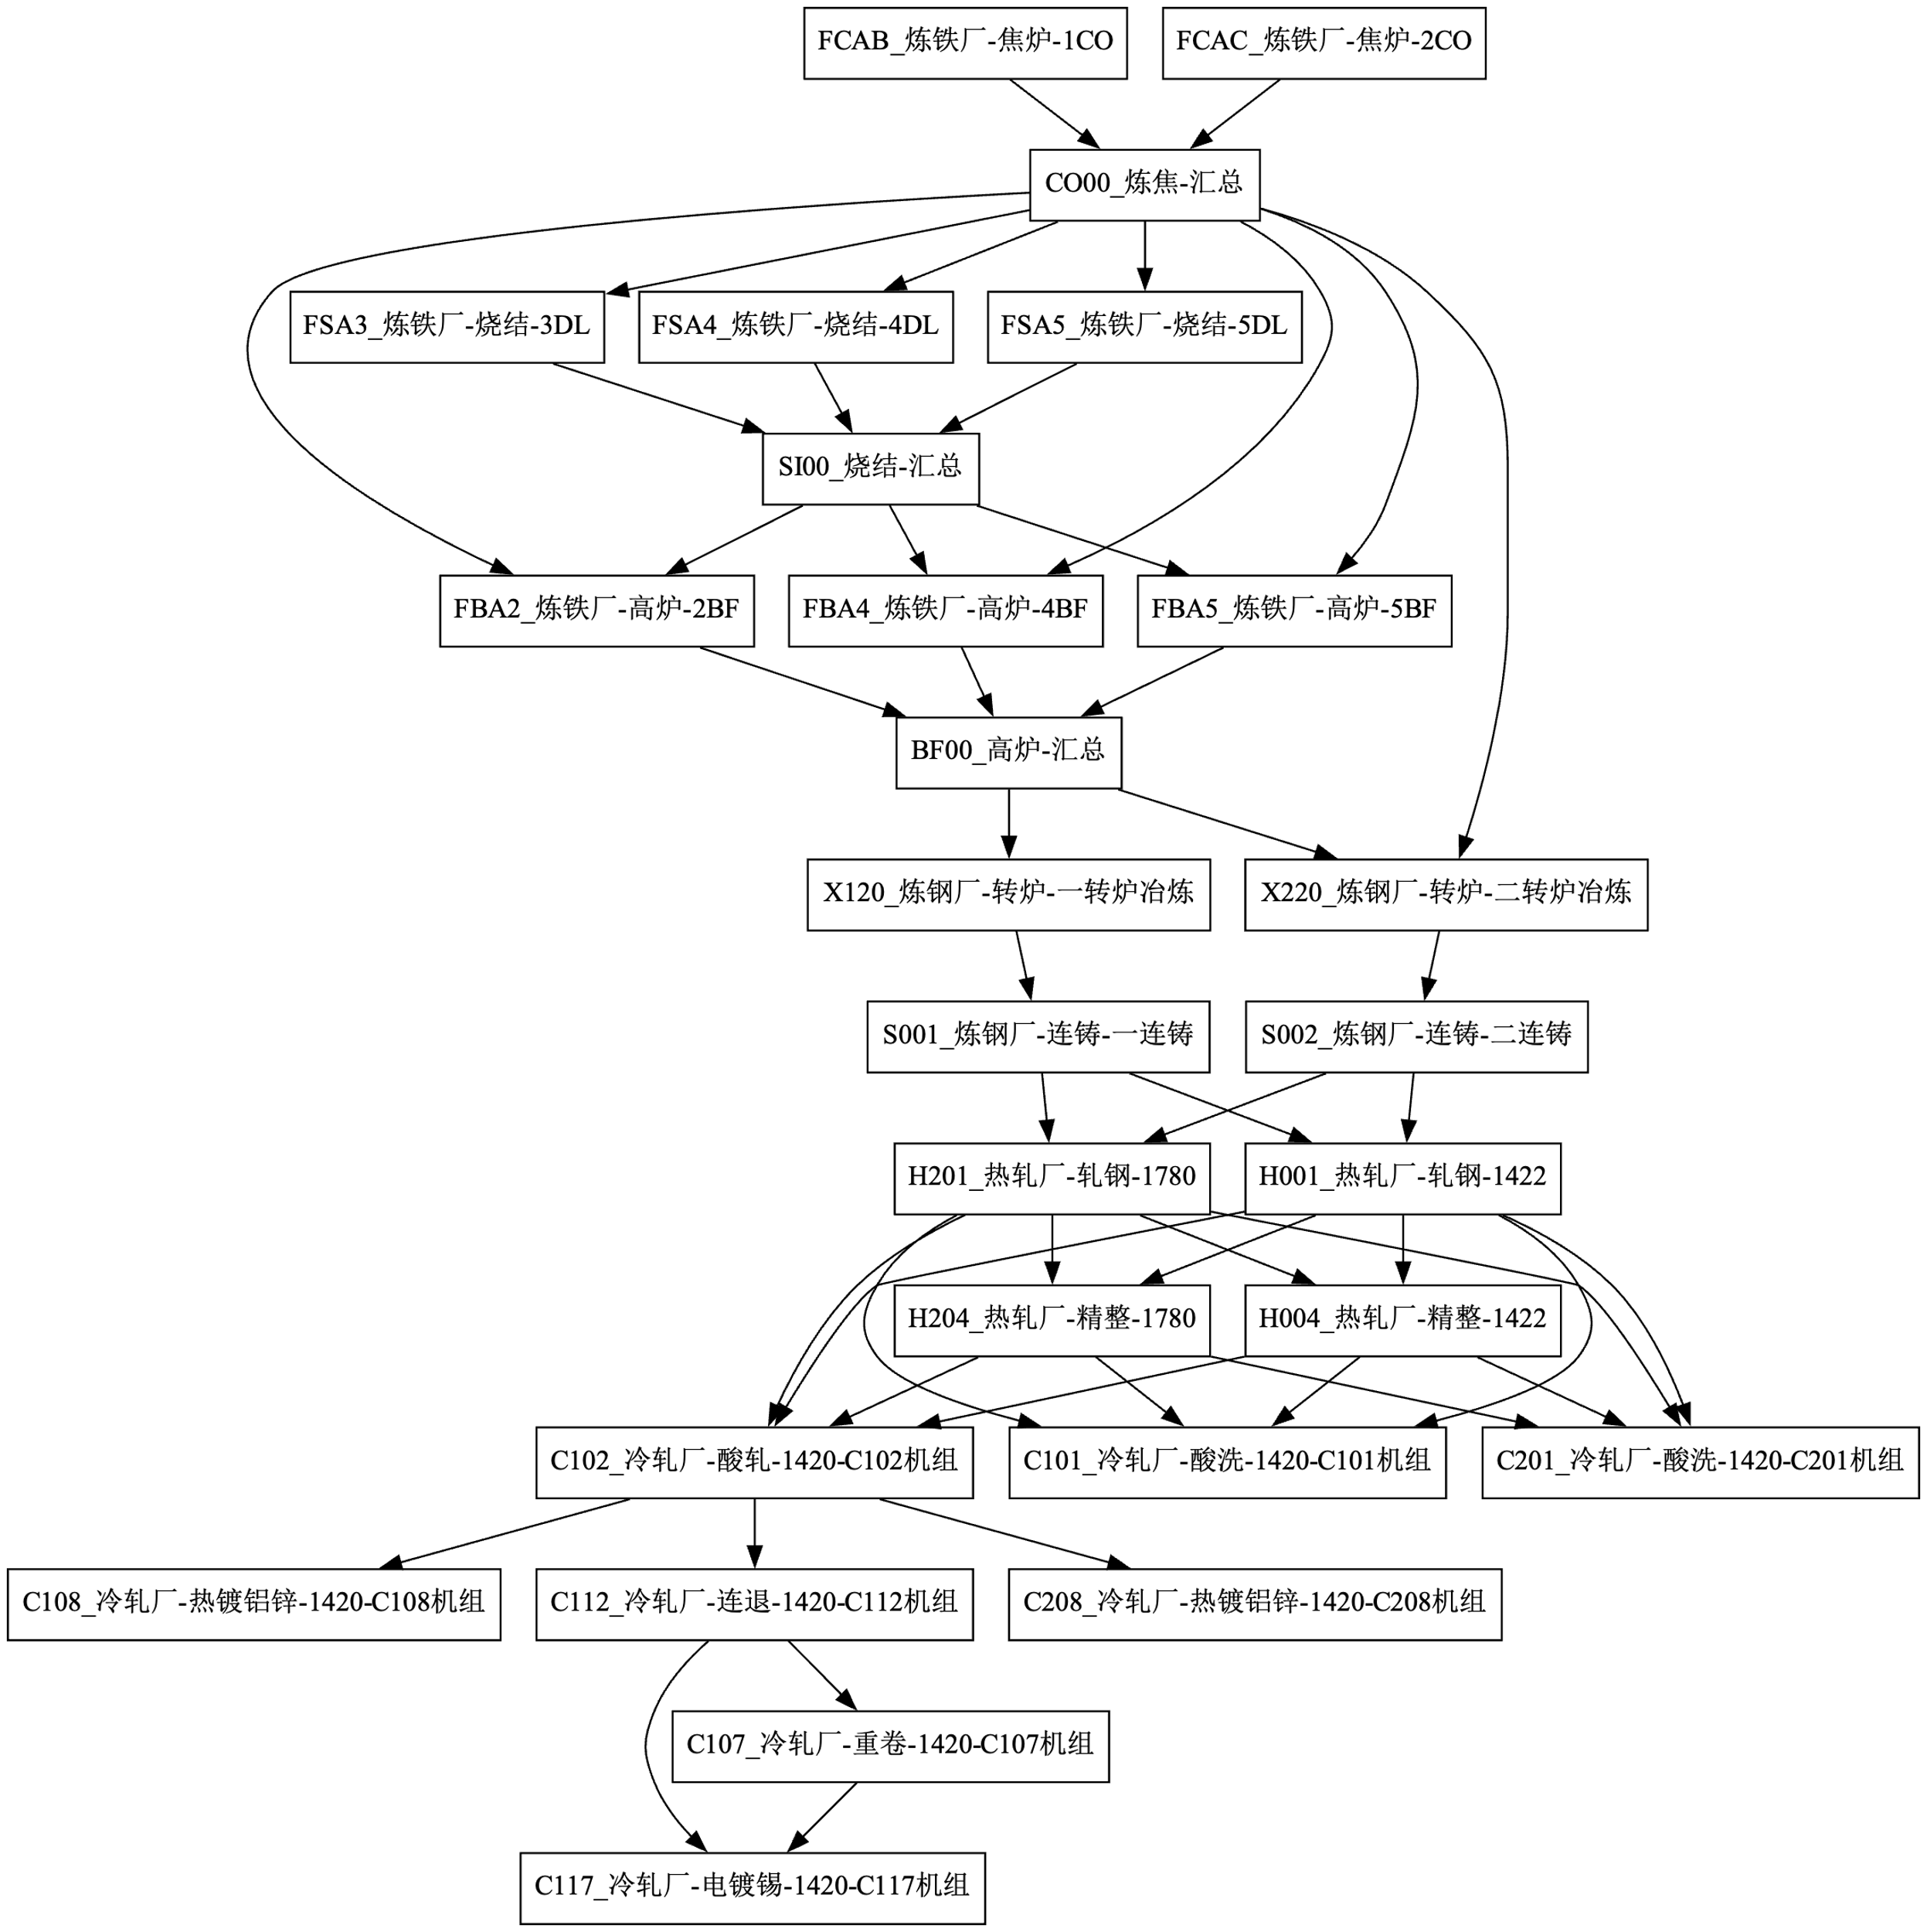 FCAB_炼铁厂-焦炉-1CO
FCAC_炼铁厂-焦炉-2CO
CO00_炼焦-汇总
FSA3_炼铁厂-烧结-3DL
FSA4_炼铁厂-烧结-4DL
FSA5_炼铁厂-烧结-5DL
SI00_烧结-汇总
FBA2_炼铁厂-高炉-2BF
FBA4_炼铁厂-高炉-4BF
FBA5_炼铁厂-高炉-5BF
BF00_高炉-汇总
X120_炼钢厂-转炉-一转炉冶炼
X220_炼钢厂-转炉-二转炉冶炼
S001_炼钢厂-连铸-一连铸
S002_炼钢厂-连铸-二连铸
H201_热轧厂-轧钢-1780
H001_热轧厂-轧钢-1422
H204_热轧厂-精整-1780
H004_热轧厂-精整-1422
C102_冷轧厂-酸轧-1420-C102机组
C101_冷轧厂-酸洗-1420-C101机组
C201_冷轧厂-酸洗-1420-C201机组
C108_冷轧厂-热镀铝锌-1420-C108机组
C112_冷轧厂-连退-1420-C112机组
C208_冷轧厂-热镀铝锌-1420-C208机组
C107_冷轧厂-重卷-1420-C107机组
C117_冷轧厂-电镀锡-1420-C117机组